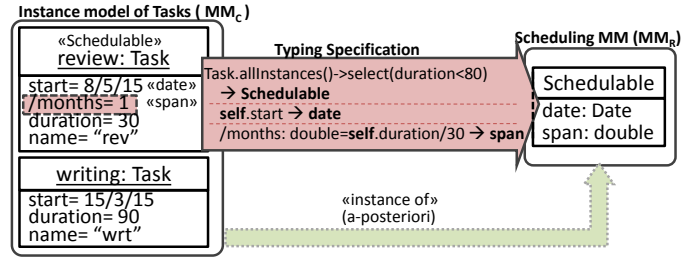 Instance model of Tasks ( MMC)
«Schedulable»
review: Task
start= 8/5/15 «date»
/months= 1 «span»
duration= 30
name= “rev”
writing: Task
start= 15/3/15
duration= 90
name= “wrt”
Typing Specification
Task.allInstances()->select(duration<80)
→ Schedulable
self.start → date
/months: double=self.duration/30 → span
«instance of»
(a-posteriori)
Scheduling MM (MMR)
Schedulable
date: Date
span: double